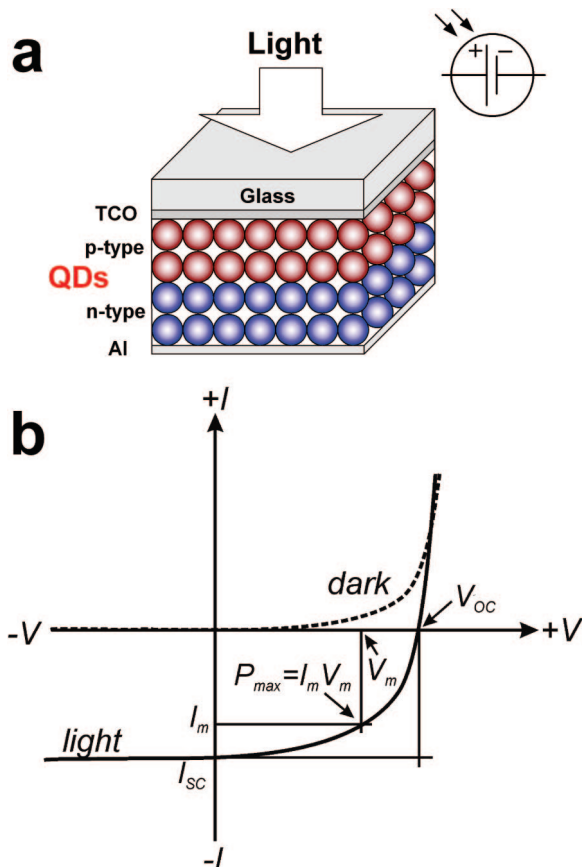 a
Light
+ −
Glass
TCO
p-type
QDs
n-type
Al
b
+I
dark
V_OC
-V
+V
P_max=I_m V_m
V_m
I_m
light
I_SC
-I